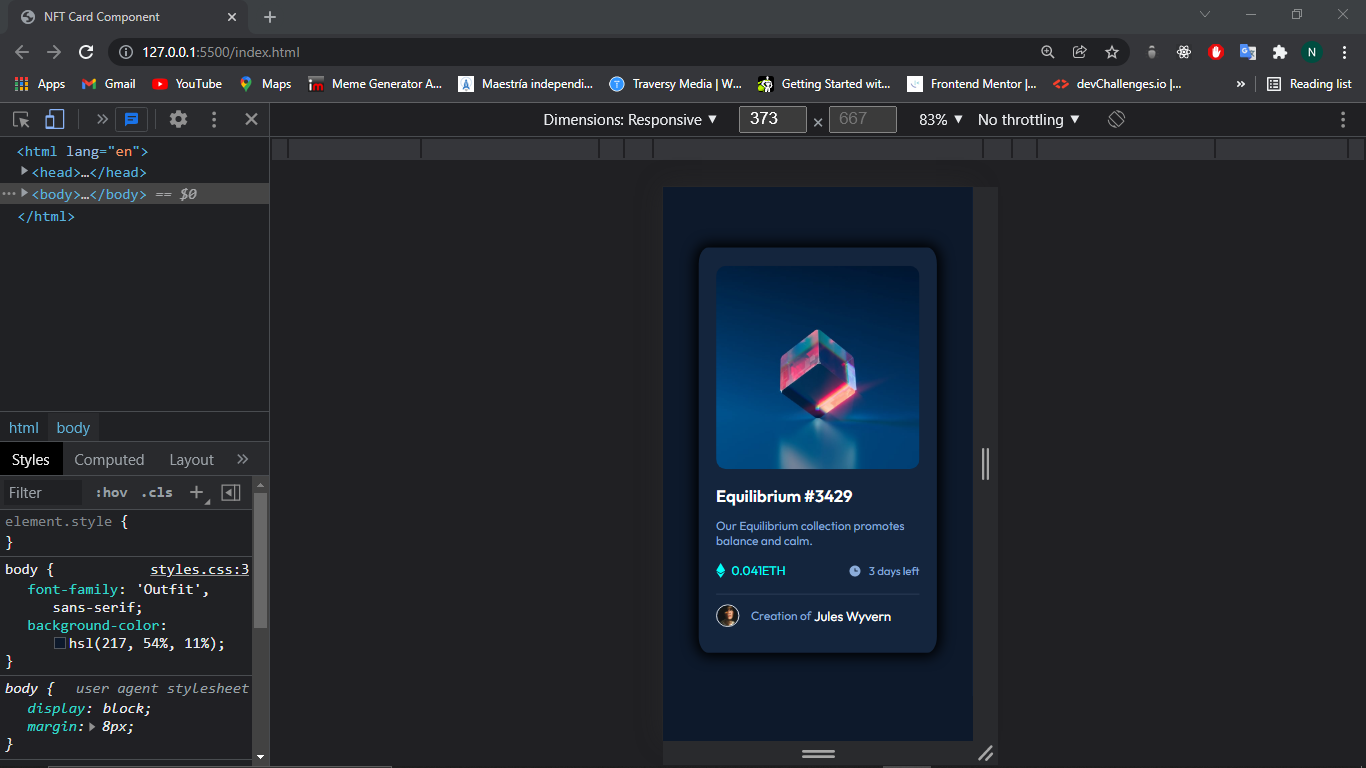 NFT Card Component
127.0.0.1:5500/index.html
N
Apps Gmail YouTube Maps Meme Generator A... Maestría independi... Traversy Media | W... Getting Started wit... Frontend Mentor |... devChallenges.io |... » Reading list
Dimensions: Responsive ▼ 373 × 667 83% ▼ No throttling ▼
<html lang="en">
<head>…</head>
<body>…</body> == $0
</html>
html body
Styles Computed Layout »
Filter :hov .cls +
element.style {
}
body { styles.css:3
font-family: 'Outfit',
sans-serif;
background-color:
hsl(217, 54%, 11%);
}
body { user agent stylesheet
display: block;
margin: 8px;
}
Equilibrium #3429
Our Equilibrium collection promotes
balance and calm.
0.041ETH 3 days left
Creation of Jules Wyvern